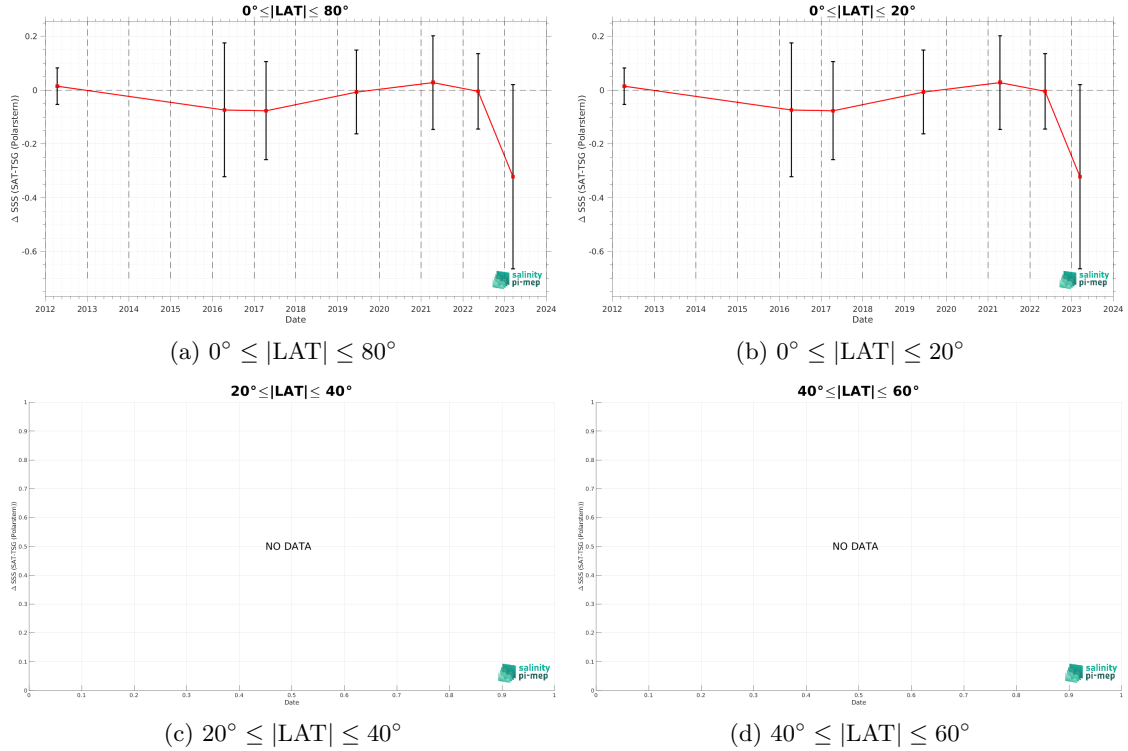 0°≤|LAT|≤ 80°
Δ SSS (SAT-TSG (Polarstern))
0.2
0
-0.2
-0.4
-0.6
2012 2013 2014 2015 2016 2017 2018 2019 2020 2021 2022 2023 2024
Date
salinity
pi-mep
(a) 0° ≤ |LAT| ≤ 80°
0°≤|LAT|≤ 20°
Δ SSS (SAT-TSG (Polarstern))
0.2
0
-0.2
-0.4
-0.6
2012 2013 2014 2015 2016 2017 2018 2019 2020 2021 2022 2023 2024
Date
salinity
pi-mep
(b) 0° ≤ |LAT| ≤ 20°
20°≤|LAT|≤ 40°
Δ SSS (SAT-TSG (Polarstern))
1
0.9
0.8
0.7
0.6
0.5
0.4
0.3
0.2
0.1
0
NO DATA
0 0.1 0.2 0.3 0.4 0.5 0.6 0.7 0.8 0.9 1
Date
salinity
pi-mep
(c) 20° ≤ |LAT| ≤ 40°
40°≤|LAT|≤ 60°
Δ SSS (SAT-TSG (Polarstern))
1
0.9
0.8
0.7
0.6
0.5
0.4
0.3
0.2
0.1
0
NO DATA
0 0.1 0.2 0.3 0.4 0.5 0.6 0.7 0.8 0.9 1
Date
salinity
pi-mep
(d) 40° ≤ |LAT| ≤ 60°